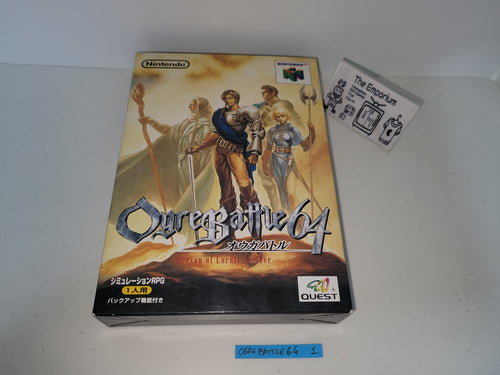 Nintendo
NINTENDO 64
The Emporium
Ogre Battle 64
オウガバトル
Person of Lordly Caliber
シミュレーションRPG
1人用
バックアップ機能付き
QUEST
OGRE BATTLE 64 1